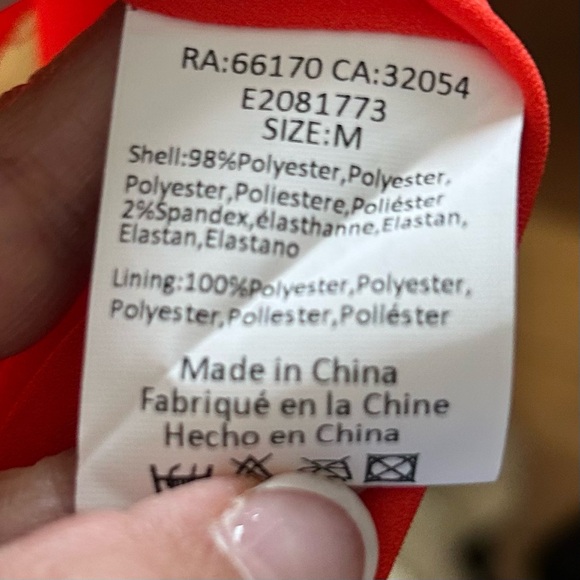 RA:66170 CA:32054
E2081773
SIZE:M
Shell:98%Polyester,Polyester,
Polyester,Poliestere,Poliéster
2%Spandex,élasthanne,Elastan,
Elastan,Elastano
Lining:100%Polyester,Polyester,
Polyester,Poliester,Poliéster
Made in China
Fabriqué en la Chine
Hecho en China